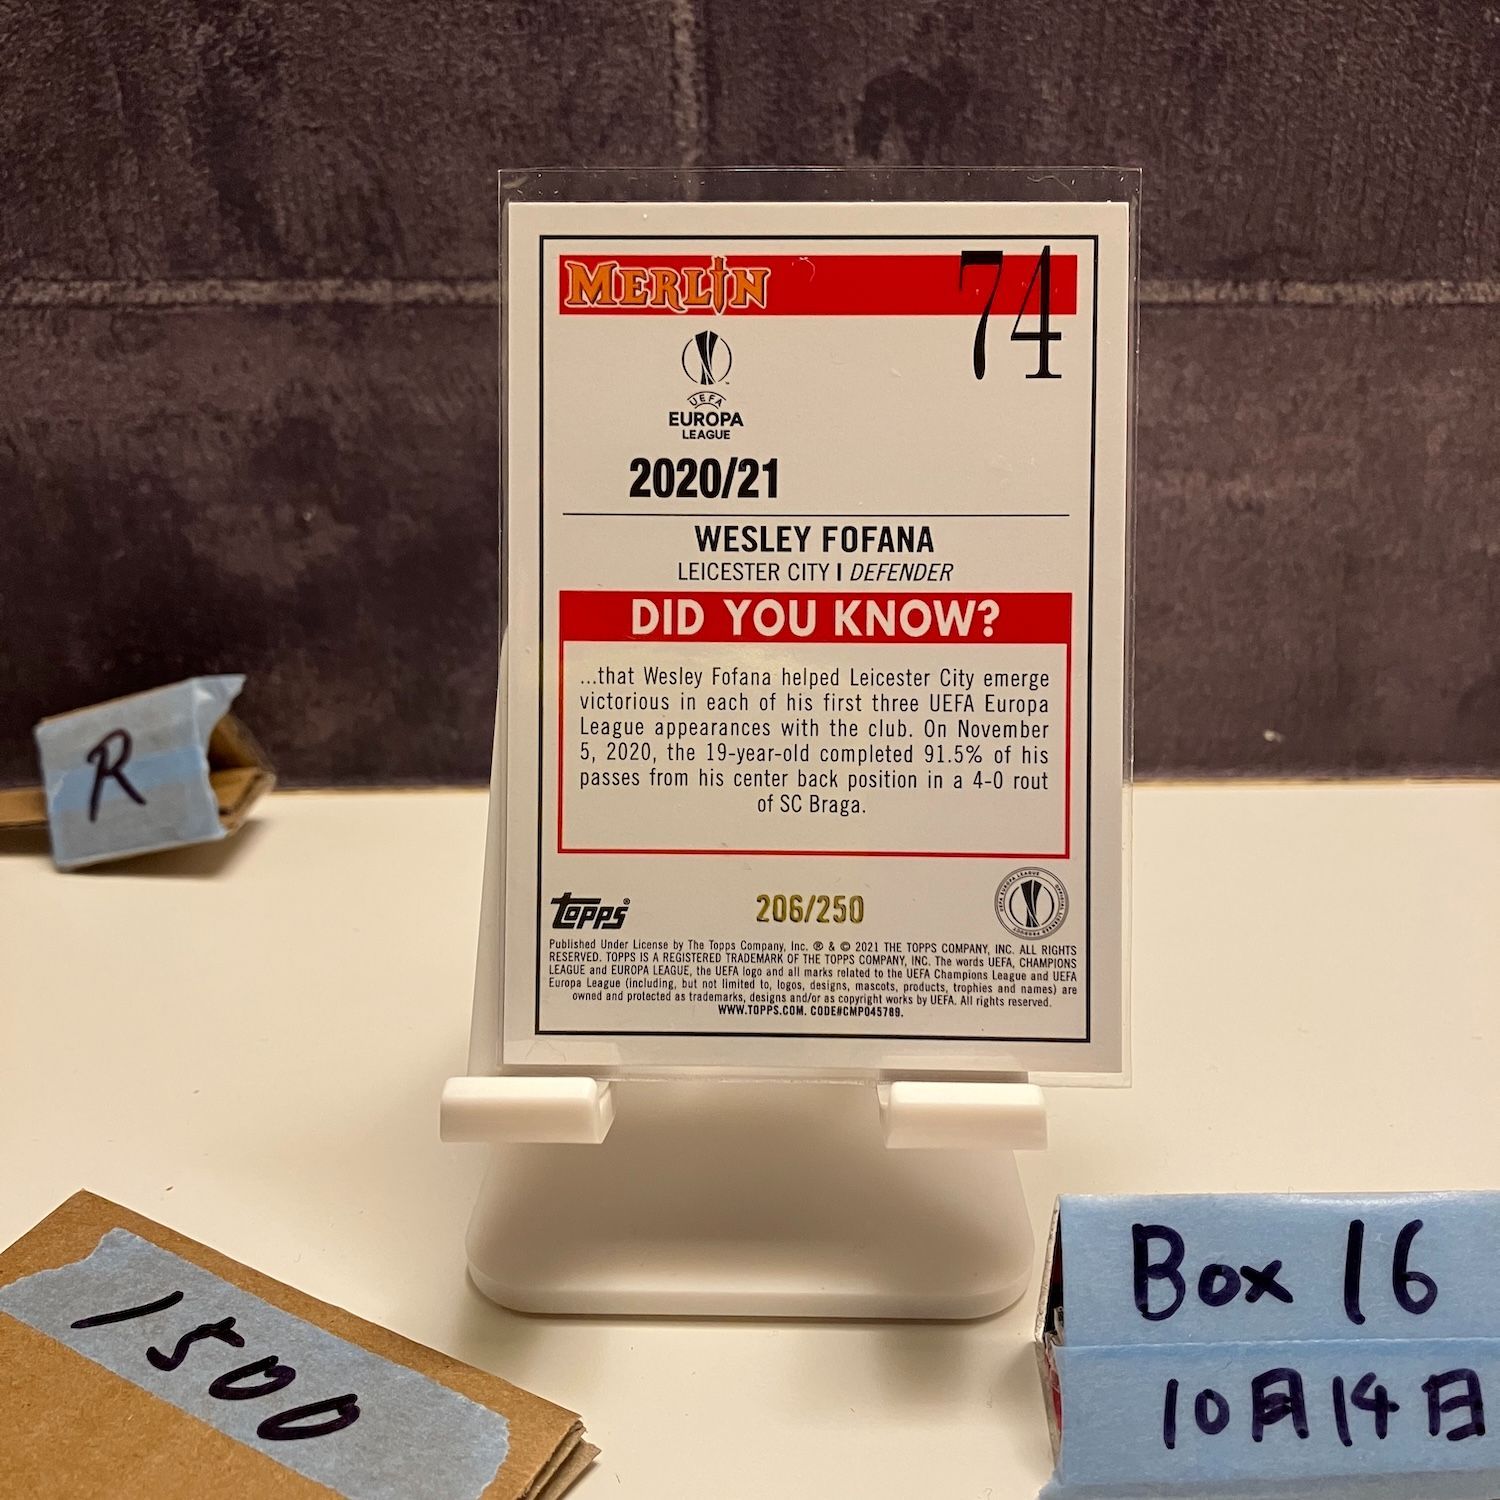 MERLIN
74
UEFA
EUROPA
LEAGUE
2020/21
WESLEY FOFANA
LEICESTER CITY | DEFENDER
DID YOU KNOW?
...that Wesley Fofana helped Leicester City emerge
victorious in each of his first three UEFA Europa
League appearances with the club. On November
5, 2020, the 19-year-old completed 91.5% of his
passes from his center back position in a 4-0 rout
of SC Braga.
topps®
206/250
UEFA EUROPA LEAGUE
OFFICIAL LICENSED PRODUCT
Published Under License by The Topps Company, Inc. ® & © 2021 THE TOPPS COMPANY, INC. ALL RIGHTS
RESERVED. TOPPS IS A REGISTERED TRADEMARK OF THE TOPPS COMPANY, INC. The words UEFA, CHAMPIONS
LEAGUE and EUROPA LEAGUE, the UEFA logo and all marks related to the UEFA Champions League and UEFA
Europa League (including, but not limited to, logos, designs, mascots, products, trophies and names) are
owned and protected as trademarks, designs and/or as copyright works by UEFA. All rights reserved.
WWW.TOPPS.COM. CODE#CMP045789.
R
1500
Box 16
10月14日